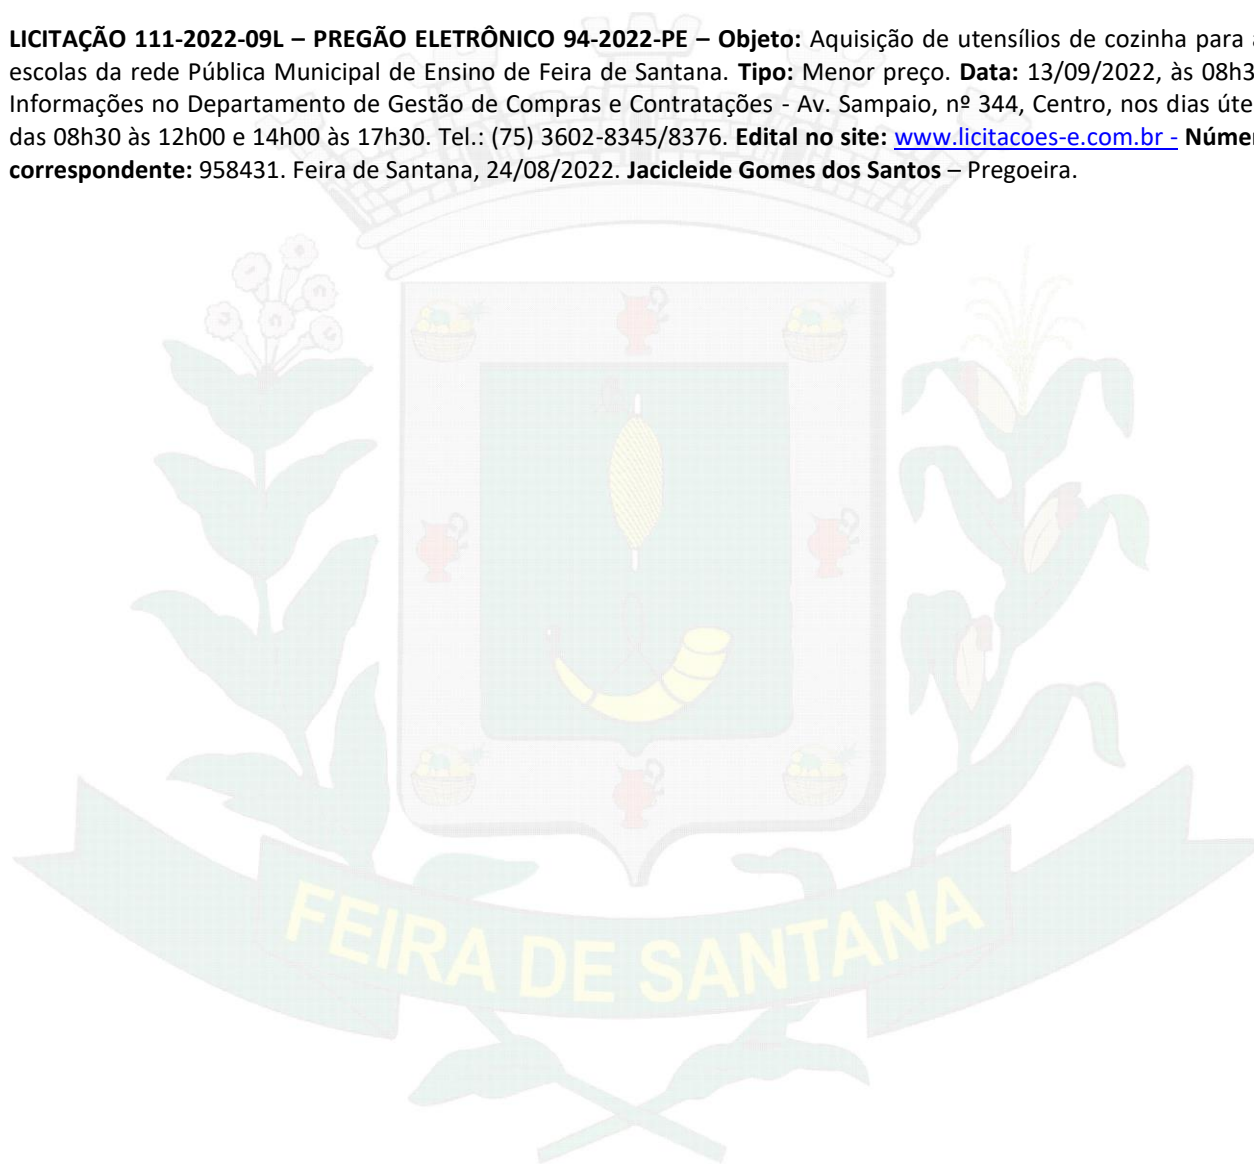 LICITAÇÃO 111-2022-09L – PREGÃO ELETRÔNICO 94-2022-PE – Objeto: Aquisição de utensílios de cozinha para
escolas da rede Pública Municipal de Ensino de Feira de Santana. Tipo: Menor preço. Data: 13/09/2022, às 08h3
Informações no Departamento de Gestão de Compras e Contratações - Av. Sampaio, nº 344, Centro, nos dias úte
das 08h30 às 12h00 e 14h00 às 17h30. Tel.: (75) 3602-8345/8376. Edital no site: www.licitacoes-e.com.br - Númer
correspondente: 958431. Feira de Santana, 24/08/2022. Jacicleide Gomes dos Santos – Pregoeira.
FEIRA DE SANTANA